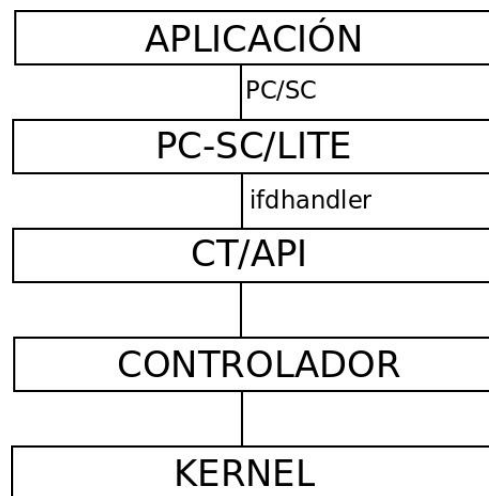 APLICACIÓN
PC/SC
PC-SC/LITE
ifdhandler
CT/API
CONTROLADOR
KERNEL